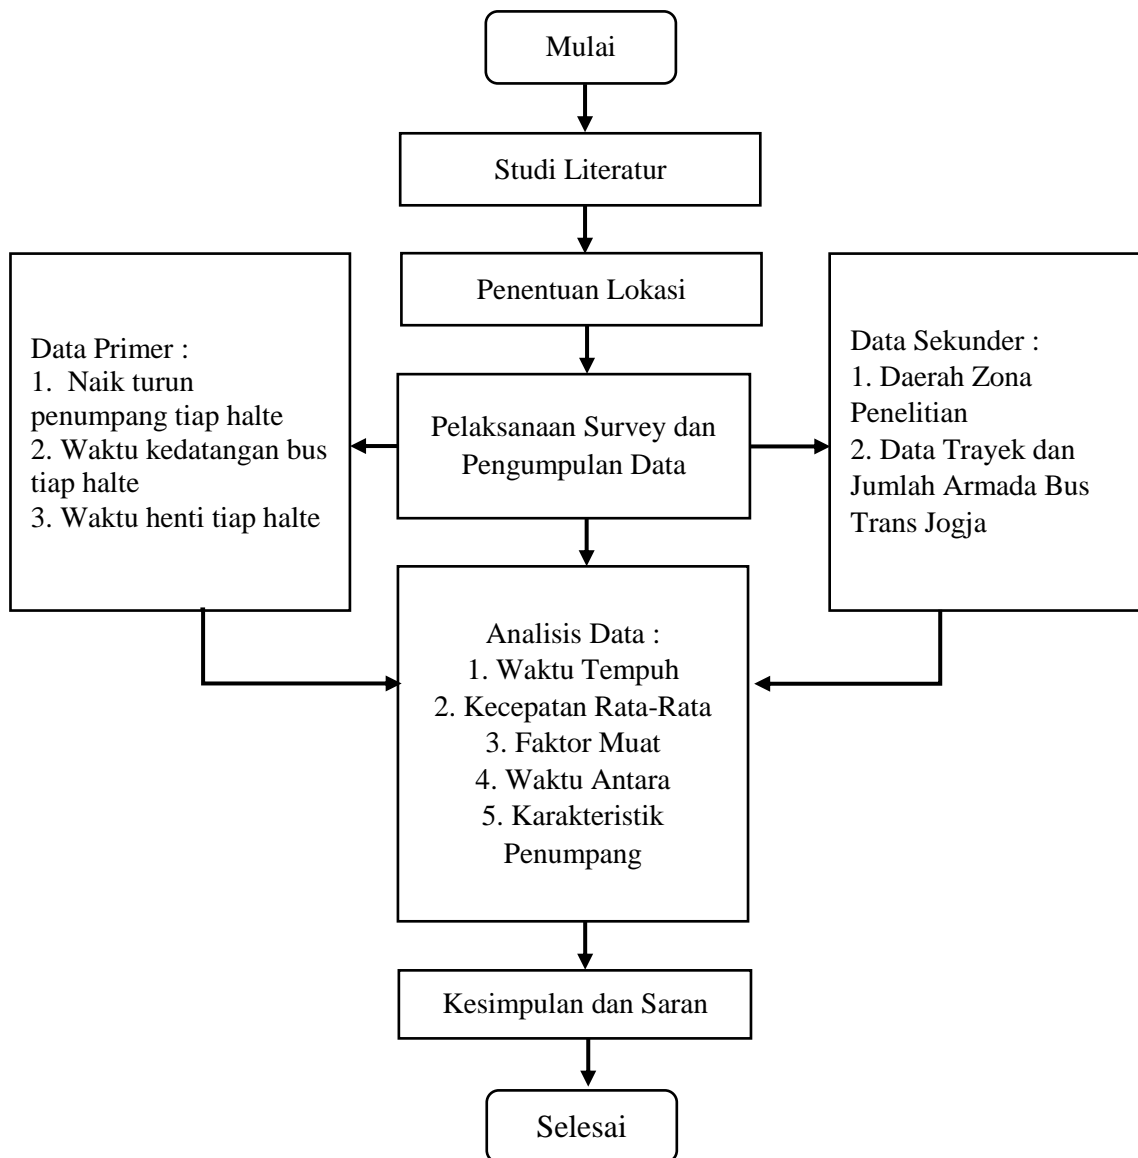 Mulai
Studi Literatur
Penentuan Lokasi
Data Primer :
1.  Naik turun
penumpang tiap halte
2. Waktu kedatangan bus
tiap halte
3. Waktu henti tiap halte
Pelaksanaan Survey dan
Pengumpulan Data
Data Sekunder :
1. Daerah Zona
Penelitian
2. Data Trayek dan
Jumlah Armada Bus
Trans Jogja
Analisis Data :
1. Waktu Tempuh
2. Kecepatan Rata-Rata
3. Faktor Muat
4. Waktu Antara
5. Karakteristik
Penumpang
Kesimpulan dan Saran
Selesai